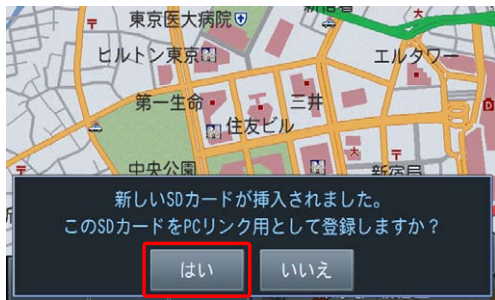 東京医大病院
ヒルトン東京
エルタワー
第一生命
三井
住友ビル
中央公園
新宿局
新しいSDカードが挿入されました。
このSDカードをPCリンク用として登録しますか？
はい
いいえ